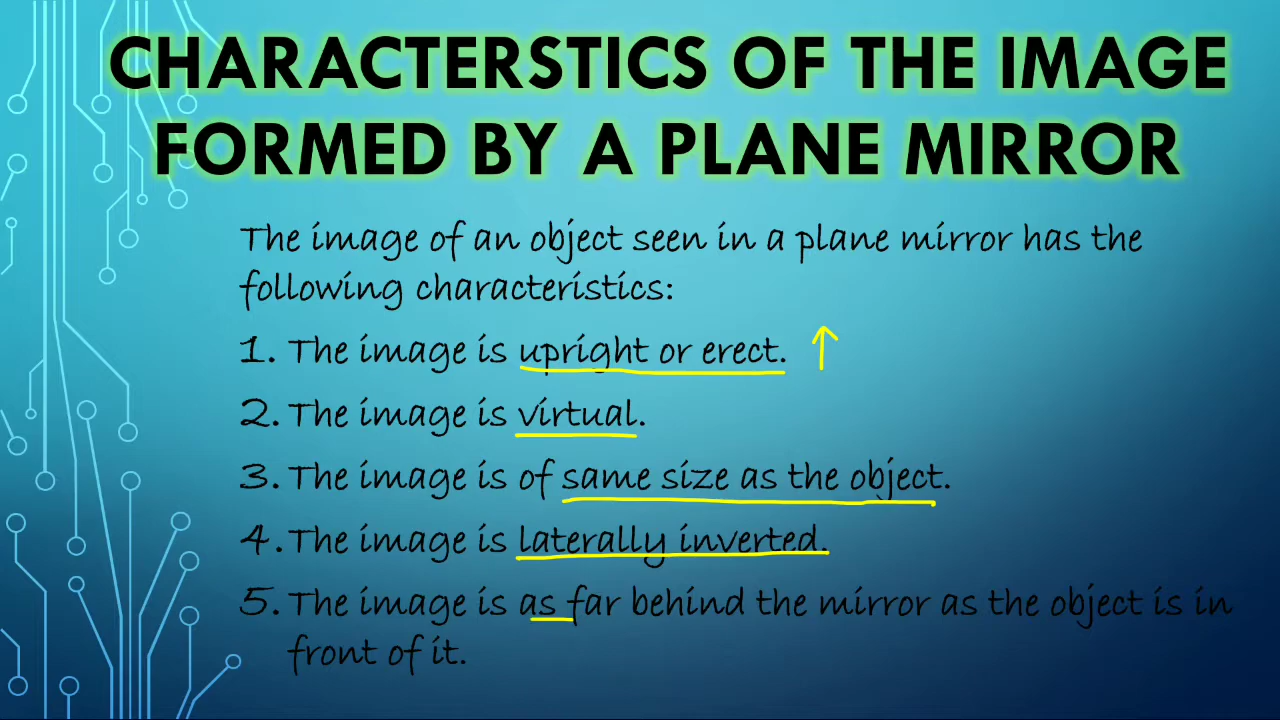 CHARACTERSTICS OF THE IMAGE
FORMED BY A PLANE MIRROR
The image of an object seen in a plane mirror has the
following characteristics:
1. The image is upright or erect.
2. The image is virtual.
3. The image is of same size as the object.
4. The image is laterally inverted.
5. The image is as far behind the mirror as the object is in
front of it.